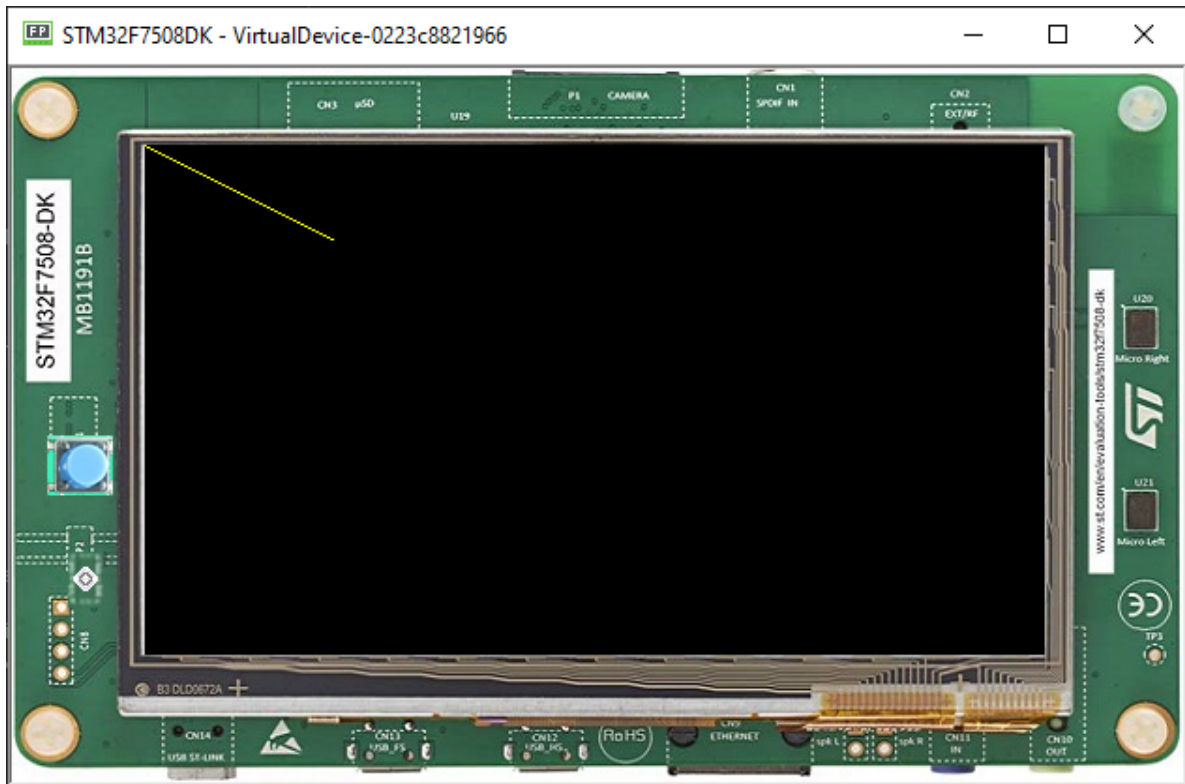 STM32F7508DK - VirtualDevice-0223c8821966
CN3 µSD
U19
P1 CAMERA
CN1
SPDIF IN
CN2
EXT/RF
STM32F7508-DK
MB1191B
P2
CN8
U20
Micro Right
www.st.com/en/evaluation-tools/stm32f7508-dk
U21
Micro Left
CE
TP3
B3 DLD0672A
CN14
USB ST-LINK
CN13
USB_FS
CN12
USB_HS
RoHS
CN9
ETHERNET
spk L
spk R
CN11
IN
CN10
OUT